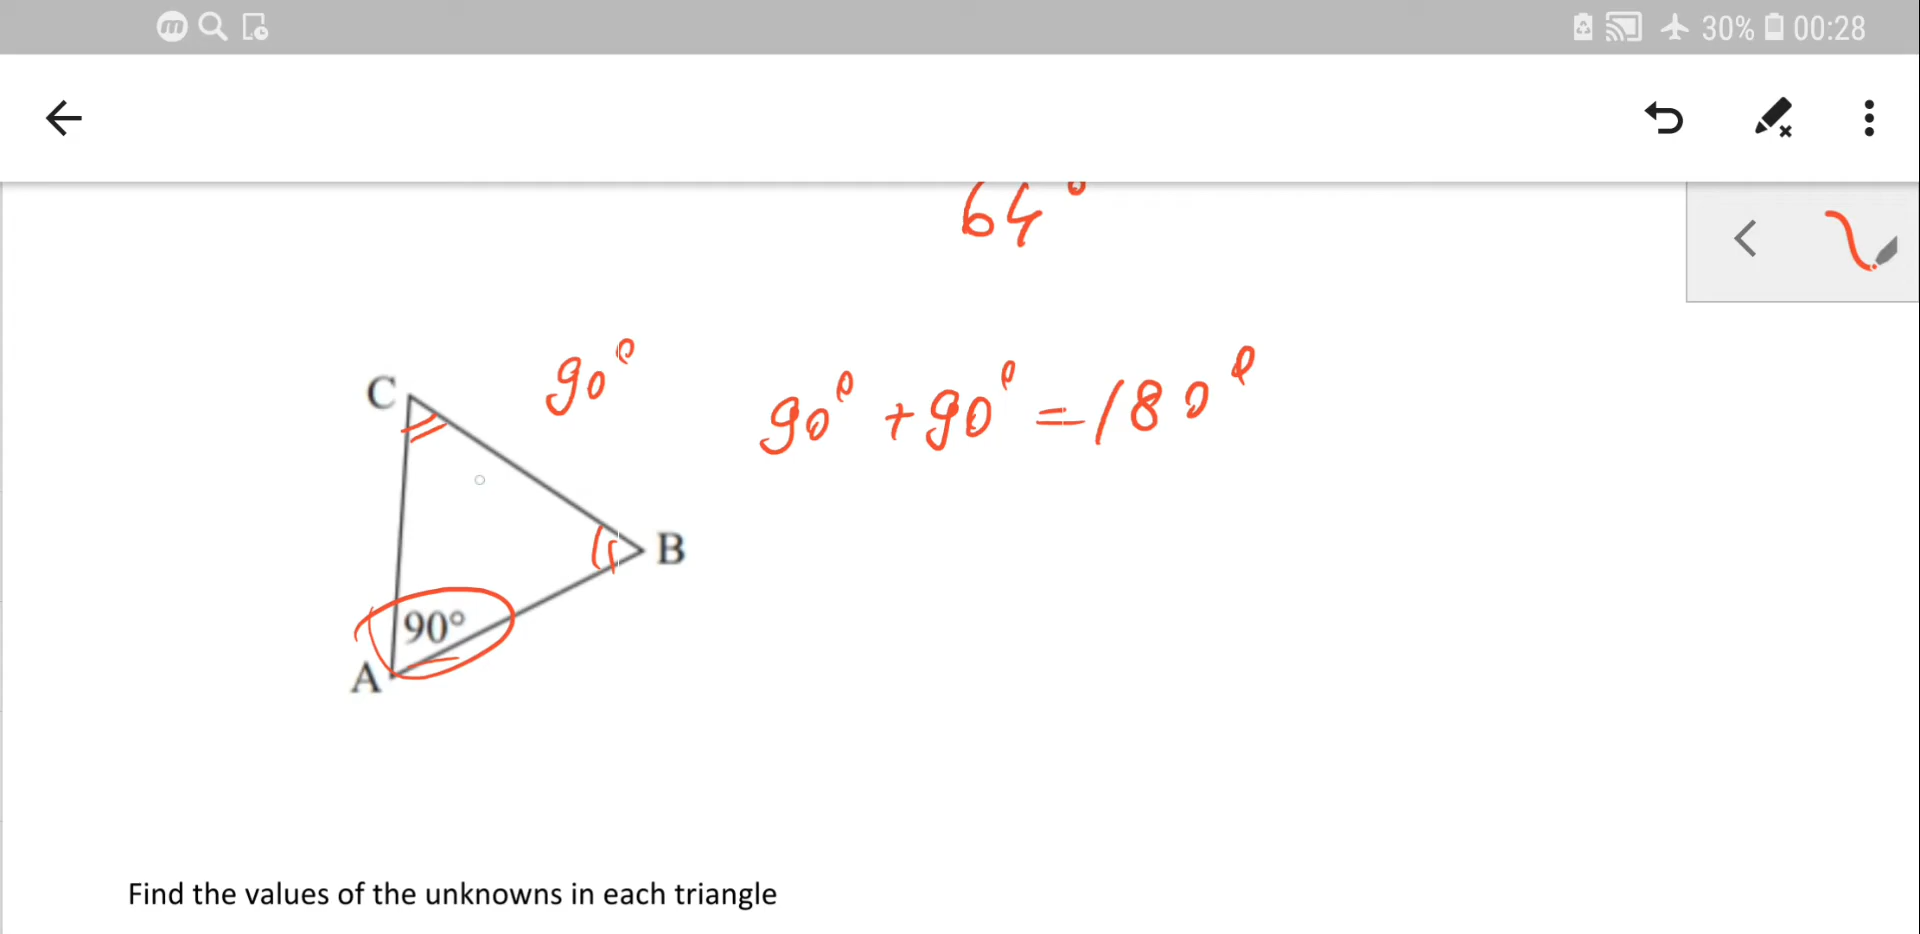 30% 00:28
64°
90°
90° + 90° = 180°
C
B
90°
A
Find the values of the unknowns in each triangle